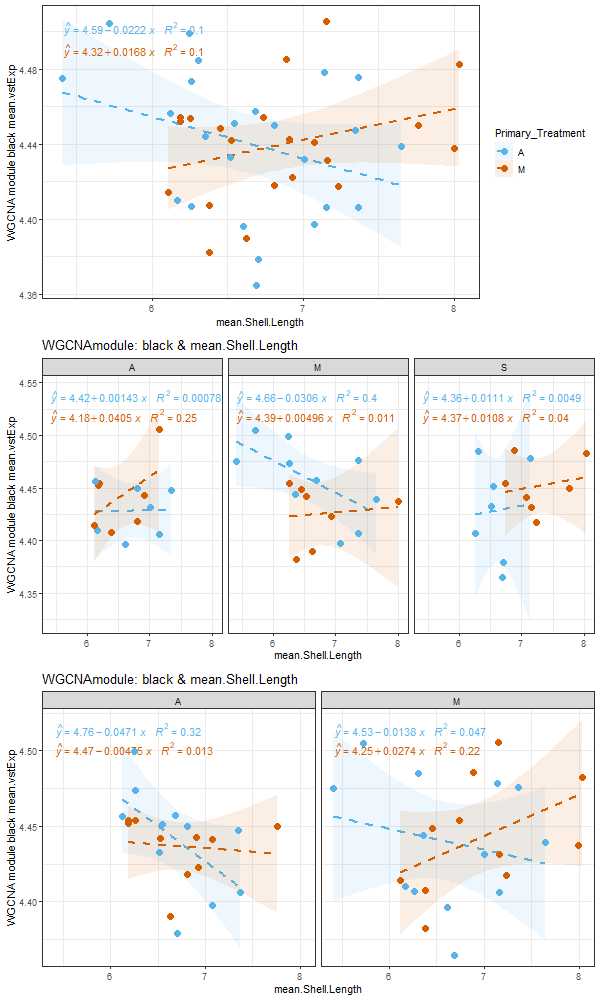 ŷ = 4.59−0.0222 x R² = 0.1
ŷ = 4.32+0.0168 x R² = 0.1
4.48
4.44
4.40
4.36
WGCNA module black mean.vstExp
6 7 8
mean.Shell.Length
Primary_Treatment
A
M
WGCNAmodule: black & mean.Shell.Length
A M S
ŷ = 4.42+0.00143 x R² = 0.00078 ŷ = 4.66−0.0306 x R² = 0.4 ŷ = 4.36+0.0111 x R² = 0.0049
ŷ = 4.18+0.0405 x R² = 0.25 ŷ = 4.39+0.00496 x R² = 0.011 ŷ = 4.37+0.0108 x R² = 0.04
4.55
4.50
4.45
4.40
4.35
WGCNA module black mean.vstExp
6 7 8 6 7 8 6 7 8
mean.Shell.Length
WGCNAmodule: black & mean.Shell.Length
A M
ŷ = 4.76−0.0471 x R² = 0.32 ŷ = 4.53−0.0138 x R² = 0.047
ŷ = 4.47−0.00475 x R² = 0.013 ŷ = 4.25+0.0274 x R² = 0.22
4.50
4.45
4.40
WGCNA module black mean.vstExp
6 7 8 6 7 8
mean.Shell.Length